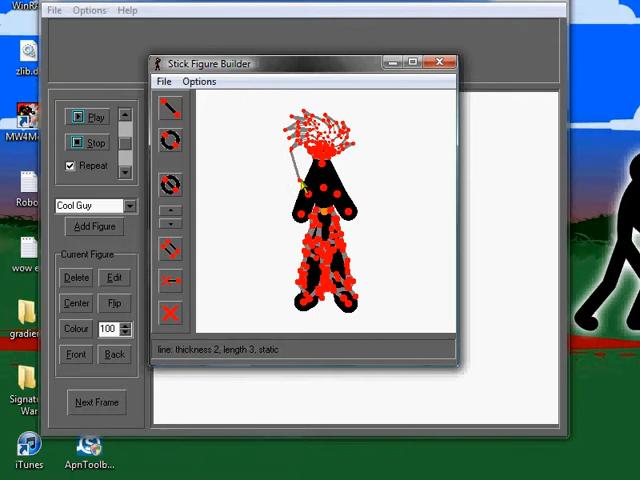 WinR
File Options Help
Stick Figure Builder
File Options
zlib.d
Play
Stop
MW4M
Repeat
Robo
Cool Guy
Add Figure
wow e
Current Figure
Delete Edit
Center Flip
gradien
Colour 100
line: thickness 2, length 3, static
Front Back
Signat
War
Next Frame
iTunes
ApnToolb...